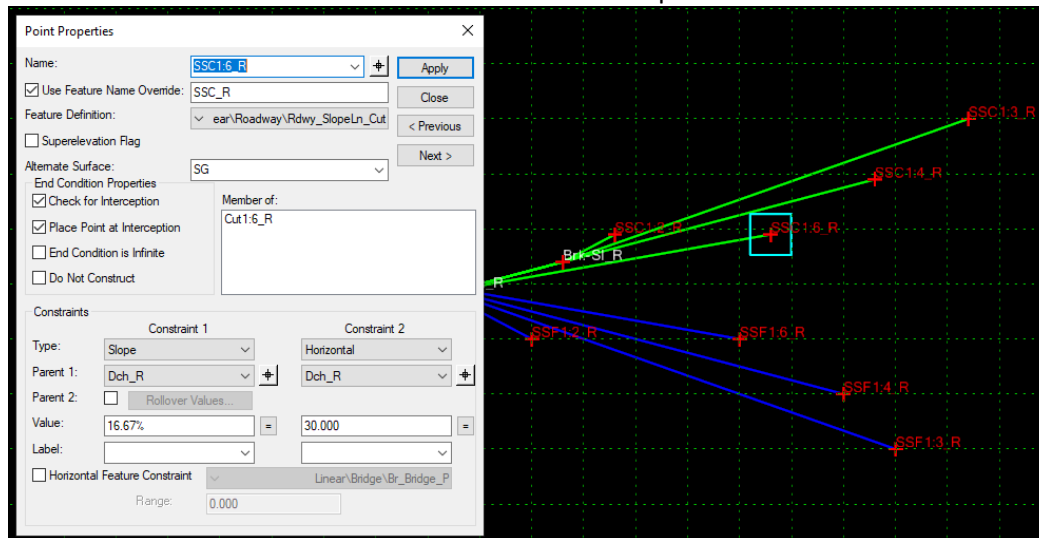 Point Properties
Name:
SSC1:6_R
Apply
Use Feature Name Override:
SSC_R
Close
Feature Definition:
ear\Roadway\Rdwy_SlopeLn_Cut
< Previous
Superelevation Flag
Next >
Alternate Surface:
SG
End Condition Properties
Check for Interception
Member of:
Cut1:6_R
Place Point at Interception
End Condition is Infinite
Do Not Construct
Constraints
Constraint 1
Constraint 2
Type:
Slope
Horizontal
Parent 1:
Dch_R
Dch_R
Parent 2:
Rollover Values...
Value:
16.67%
=
30.000
=
Label:
Horizontal Feature Constraint
Linear\Bridge\Br_Bridge_P
Range:
0.000
SSC1:3_R
SSC1:4_R
SSC1:2_R
SSC1:6_R
Brk-Sl_R
_R
SSF1:2_R
SSF1:6_R
SSF1:4_R
SSF1:3_R